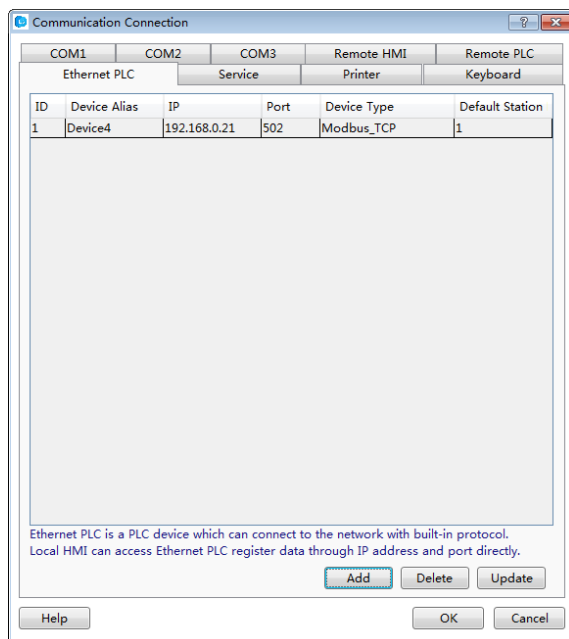 Communication Connection
COM1 COM2 COM3 Remote HMI Remote PLC
Ethernet PLC Service Printer Keyboard
ID Device Alias IP Port Device Type Default Station
1 Device4 192.168.0.21 502 Modbus_TCP 1
Ethernet PLC is a PLC device which can connect to the network with built-in protocol.
Local HMI can access Ethernet PLC register data through IP address and port directly.
Add Delete Update
Help OK Cancel